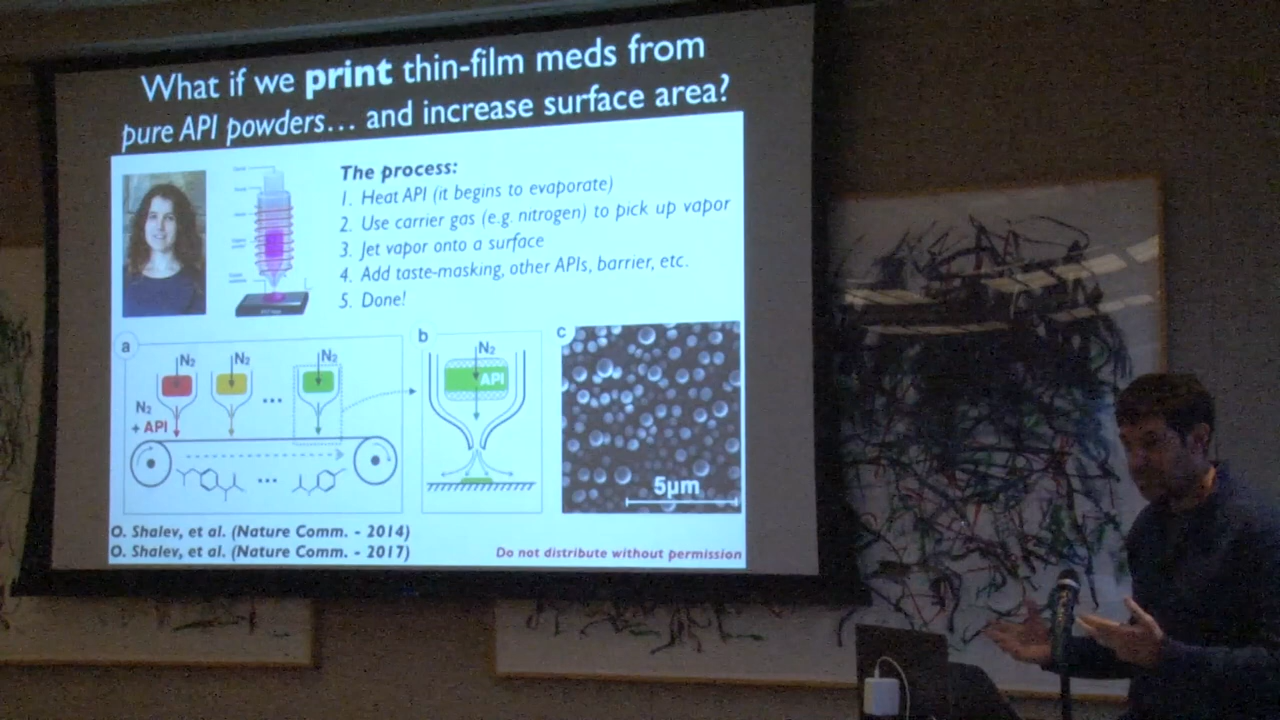 What if we print thin-film meds from
pure API powders... and increase surface area?
The process:
1. Heat API (it begins to evaporate)
2. Use carrier gas (e.g. nitrogen) to pick up vapor
3. Jet vapor onto a surface
4. Add taste-masking, other APIs, barrier, etc.
5. Done!
a
N2
N2
N2
...
N2
+ API
...
b
N2
API
c
5μm
O. Shalev, et al. (Nature Comm. - 2014)
O. Shalev, et al. (Nature Comm. - 2017)
Do not distribute without permission